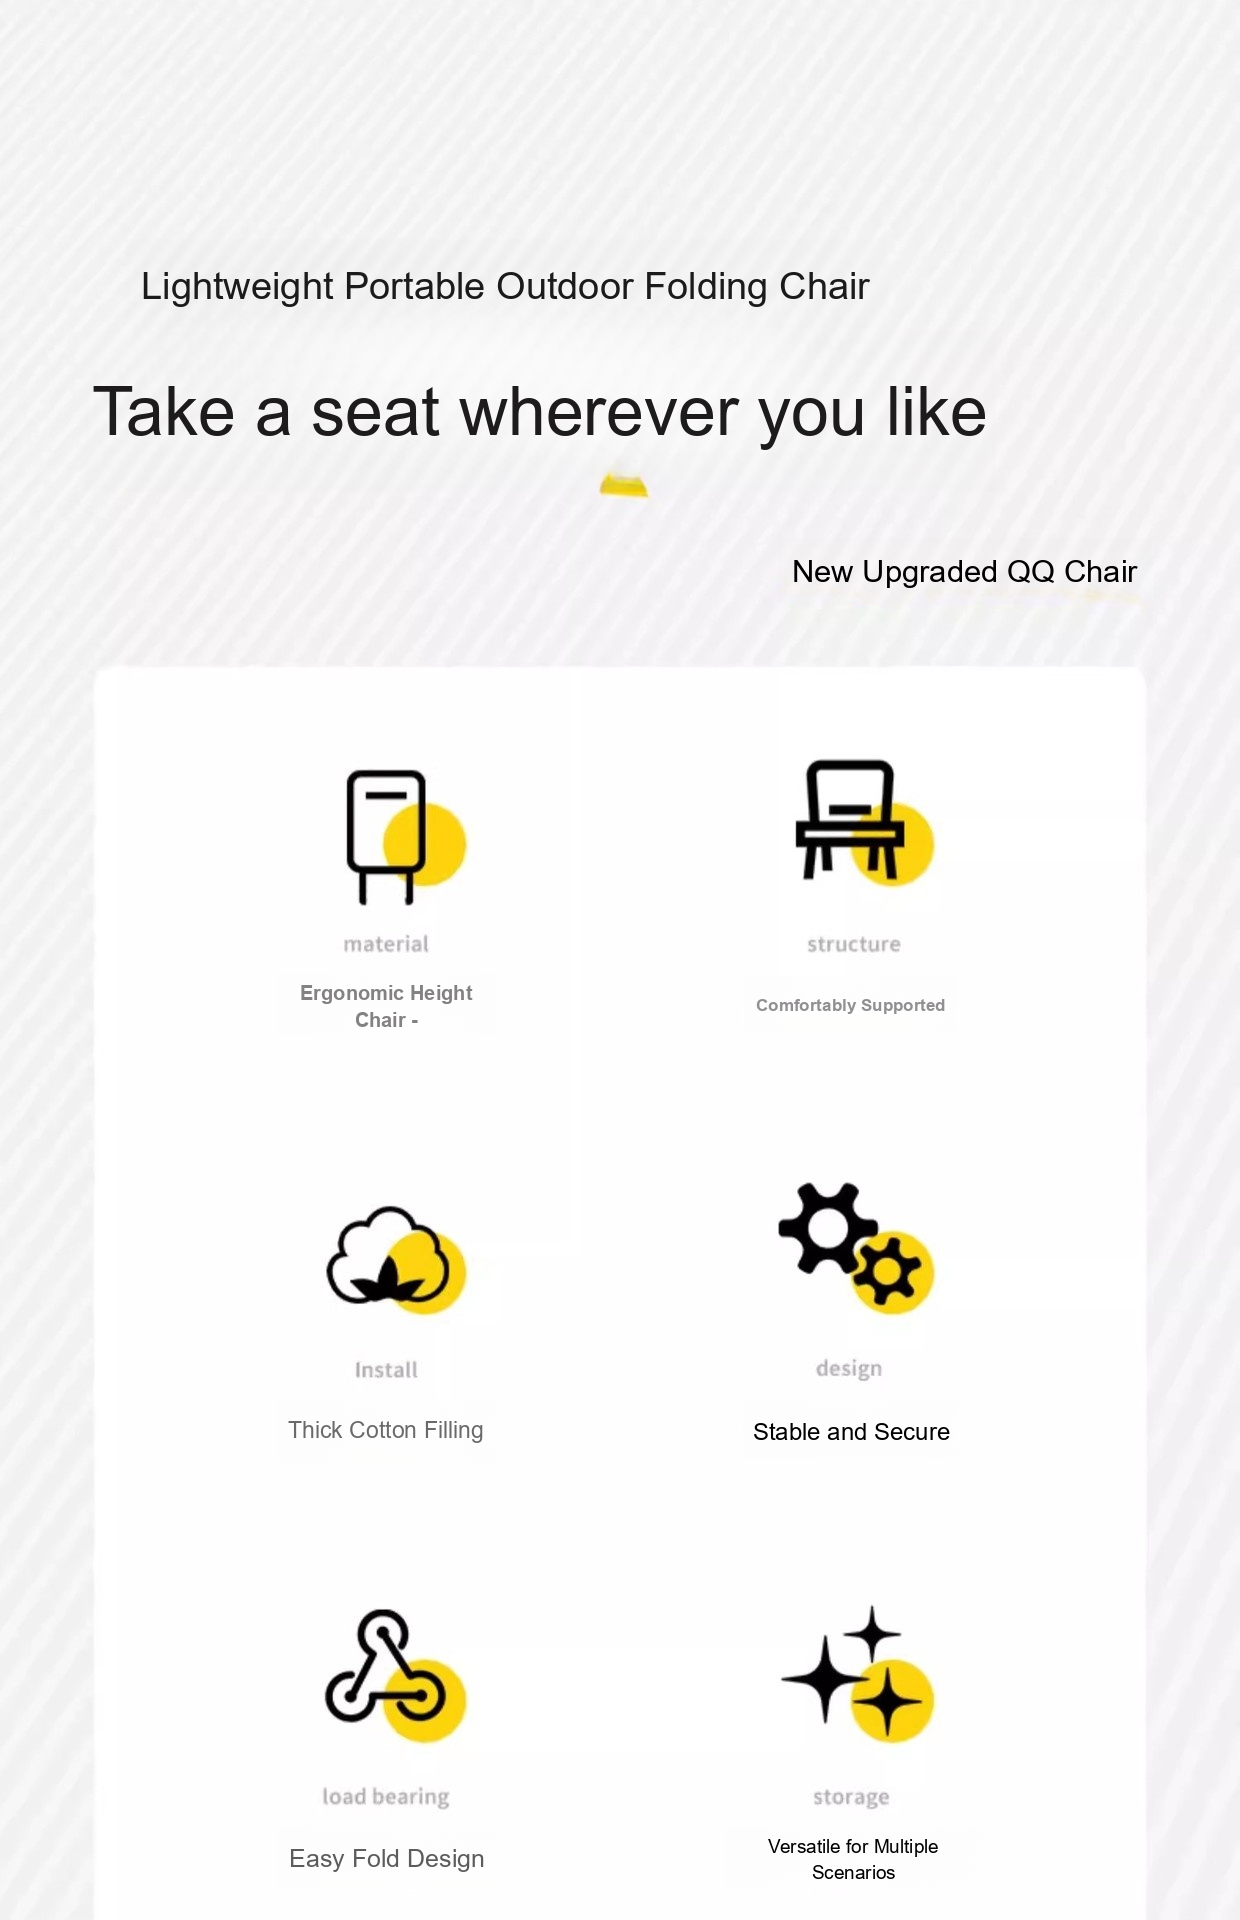 Lightweight Portable Outdoor Folding Chair
Take a seat wherever you like
New Upgraded QQ Chair
material
Ergonomic Height
Chair -
structure
Comfortably Supported
Install
Thick Cotton Filling
design
Stable and Secure
load bearing
Easy Fold Design
storage
Versatile for Multiple
Scenarios